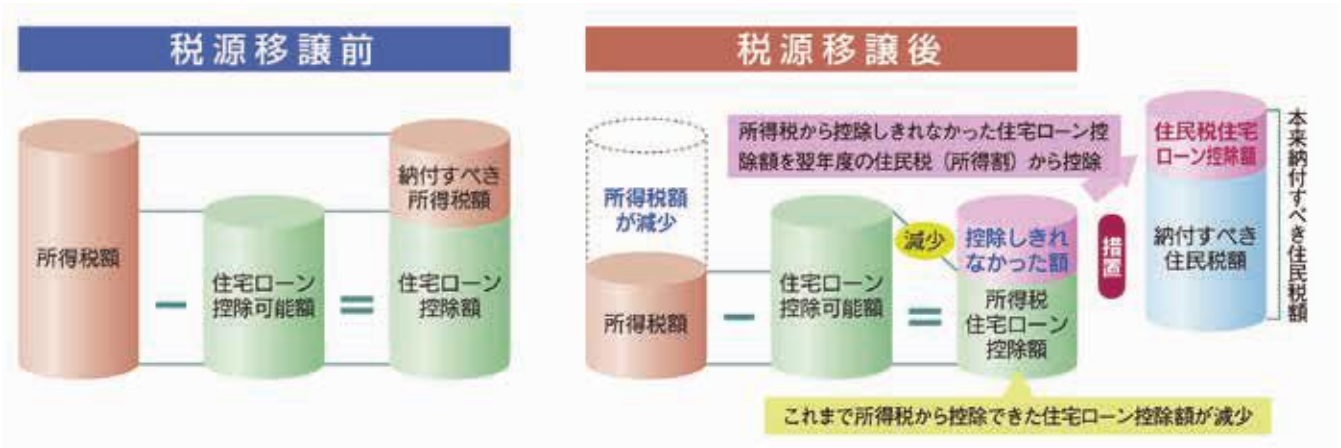 税源移譲前
所得税額
−
住宅ローン
控除可能額
=
納付すべき
所得税額
住宅ローン
控除額
税源移譲後
所得税額
が減少
所得税額
−
住宅ローン
控除可能額
減少
=
所得税から控除しきれなかった住宅ローン控
除額を翌年度の住民税（所得割）から控除
控除しきれ
なかった額
所得税
住宅ローン
控除額
措置
住民税住宅
ローン控除額
納付すべき
住民税額
本来納付すべき住民税額
これまで所得税から控除できた住宅ローン控除額が減少